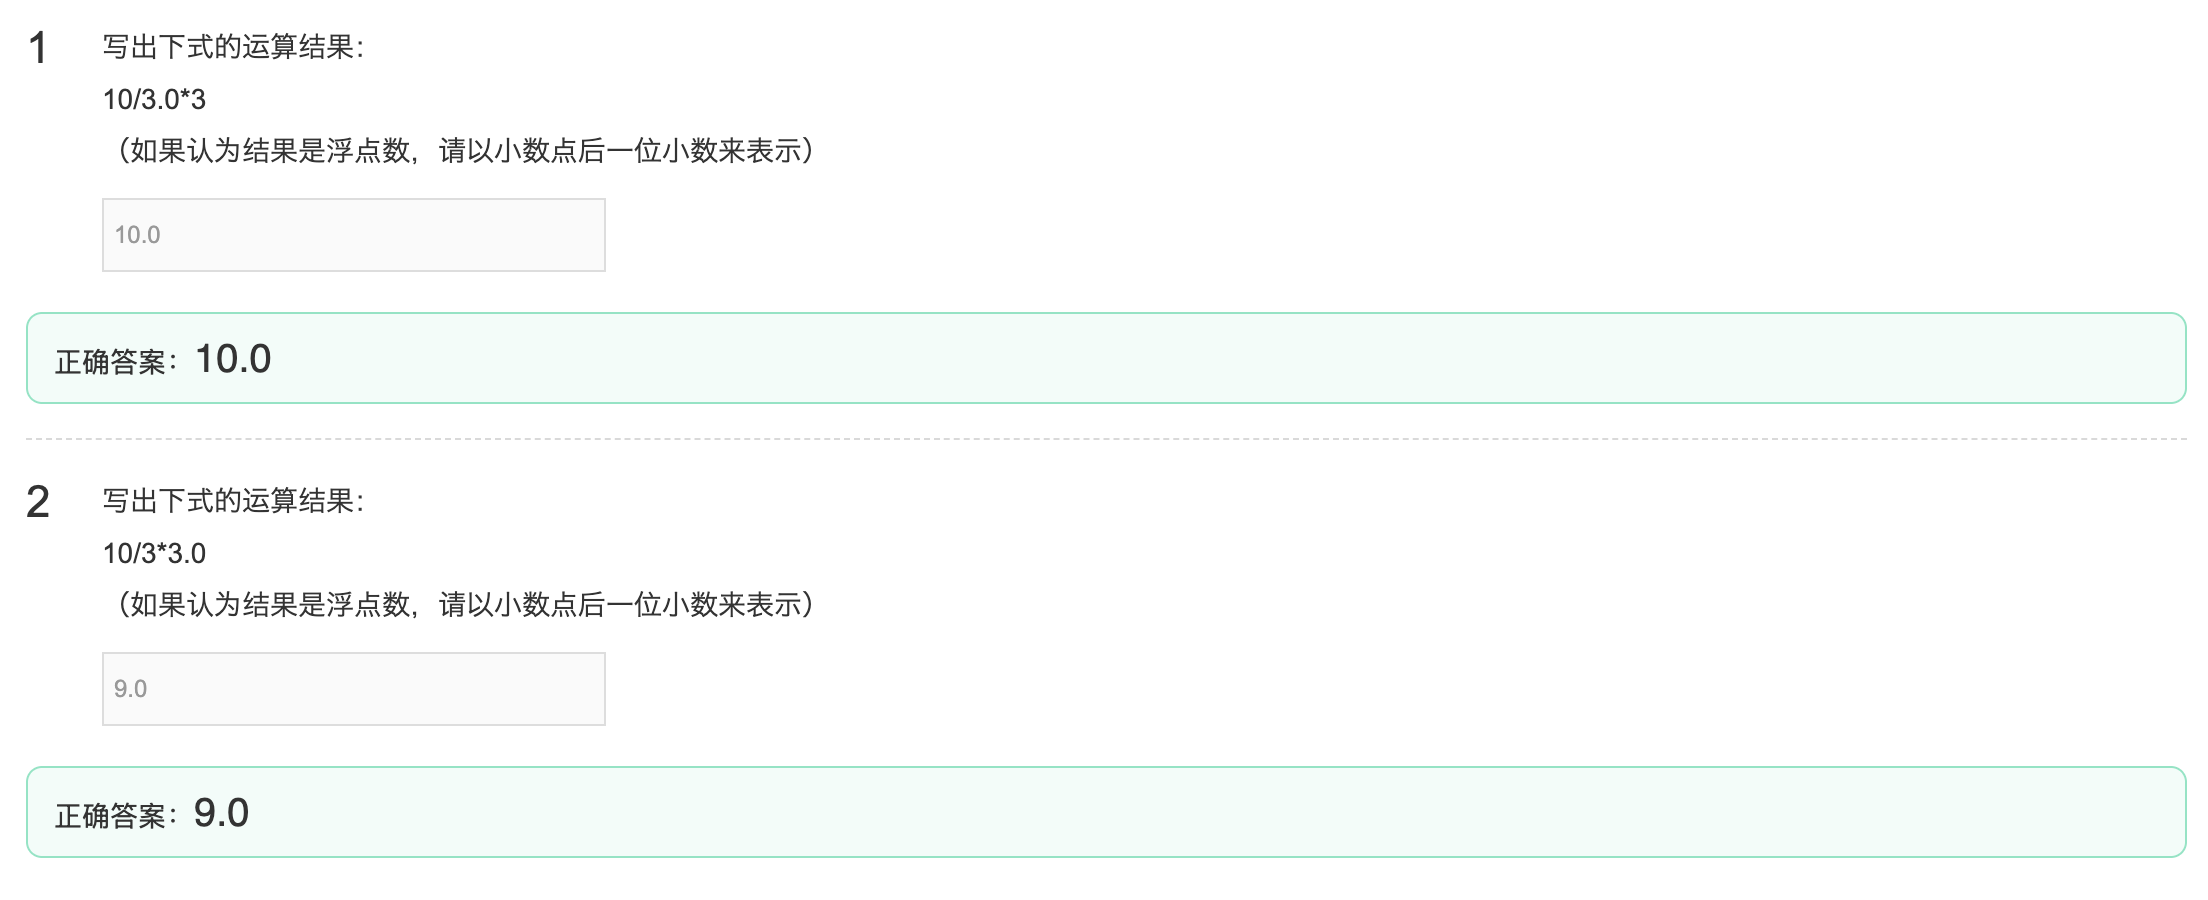 1
写出下式的运算结果：
10/3.0*3
（如果认为结果是浮点数，请以小数点后一位小数来表示）
10.0
正确答案：10.0
2
写出下式的运算结果：
10/3*3.0
（如果认为结果是浮点数，请以小数点后一位小数来表示）
9.0
正确答案：9.0